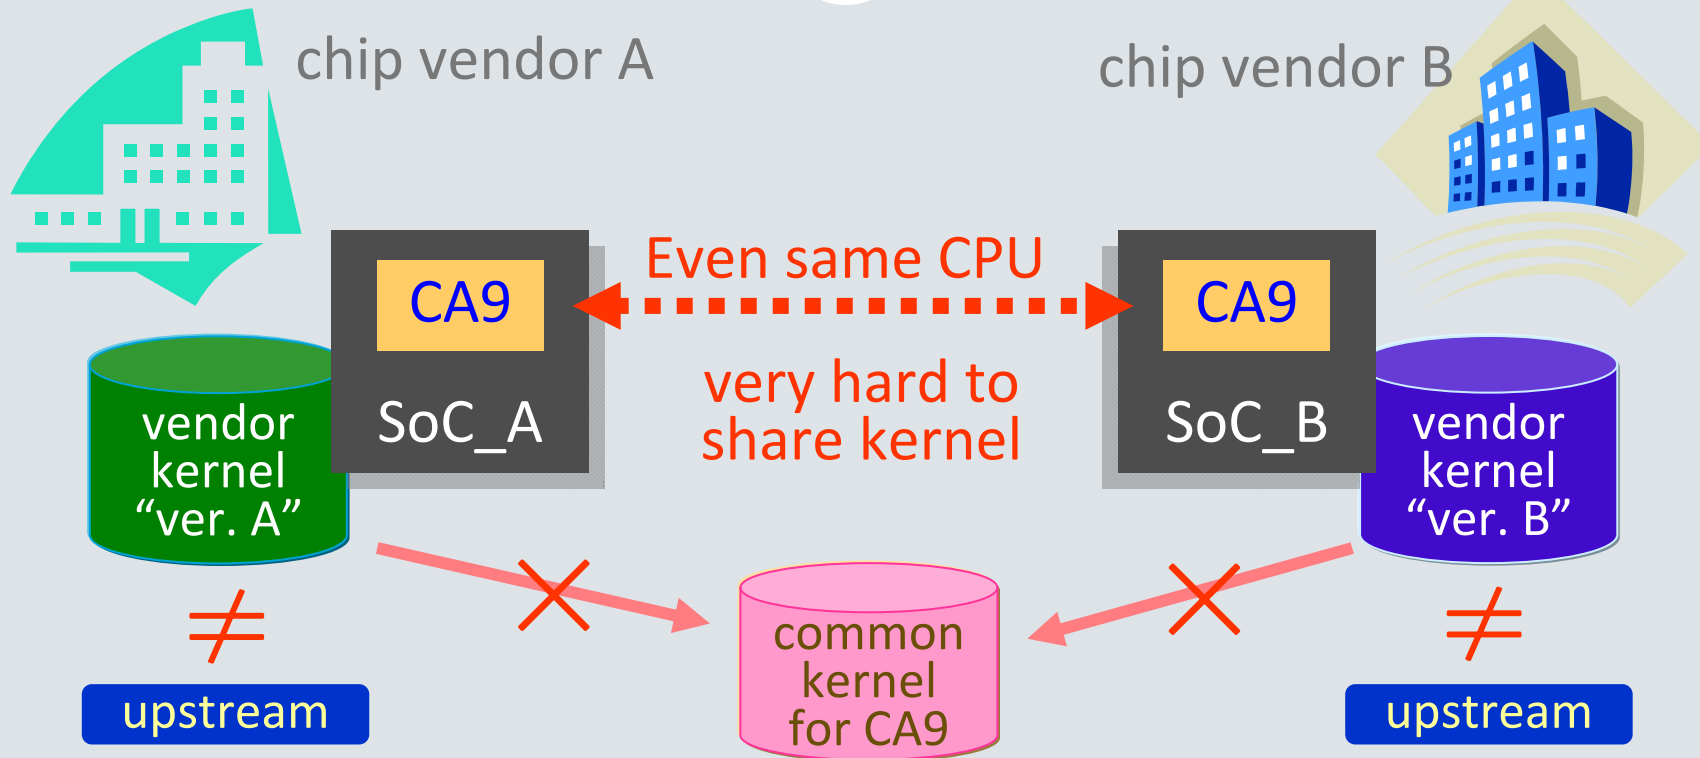 chip vendor A
chip vendor B
Even same CPU
CA9
CA9
very hard to
share kernel
SoC_A
SoC_B
vendor
kernel
“ver. A”
vendor
kernel
“ver. B”
≠
≠
common
kernel
for CA9
upstream
upstream